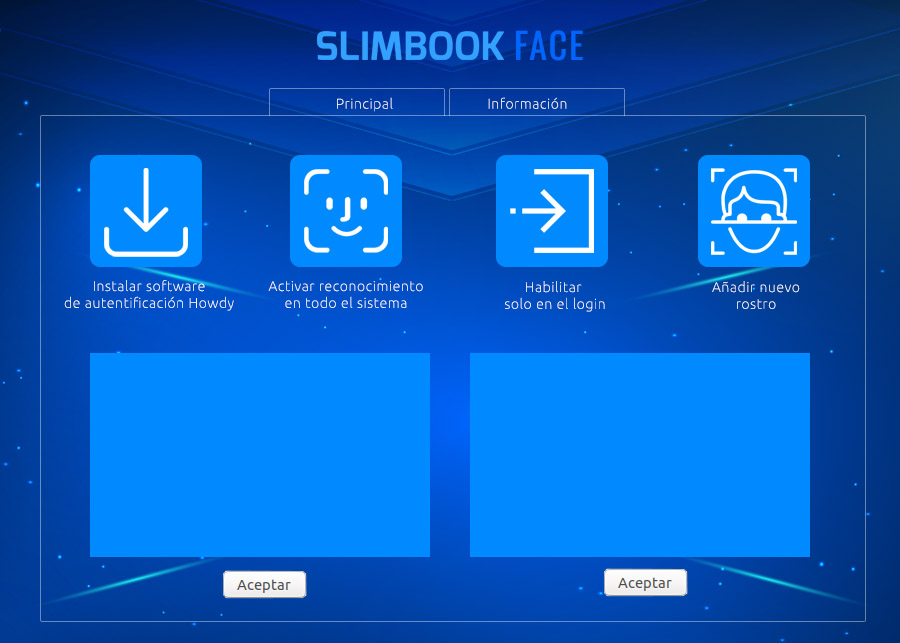 SLIMBOOK FACE
Principal
Información
Instalar software
de autentificación Howdy
Activar reconocimiento
en todo el sistema
Habilitar
solo en el login
Añadir nuevo
rostro
Aceptar
Aceptar